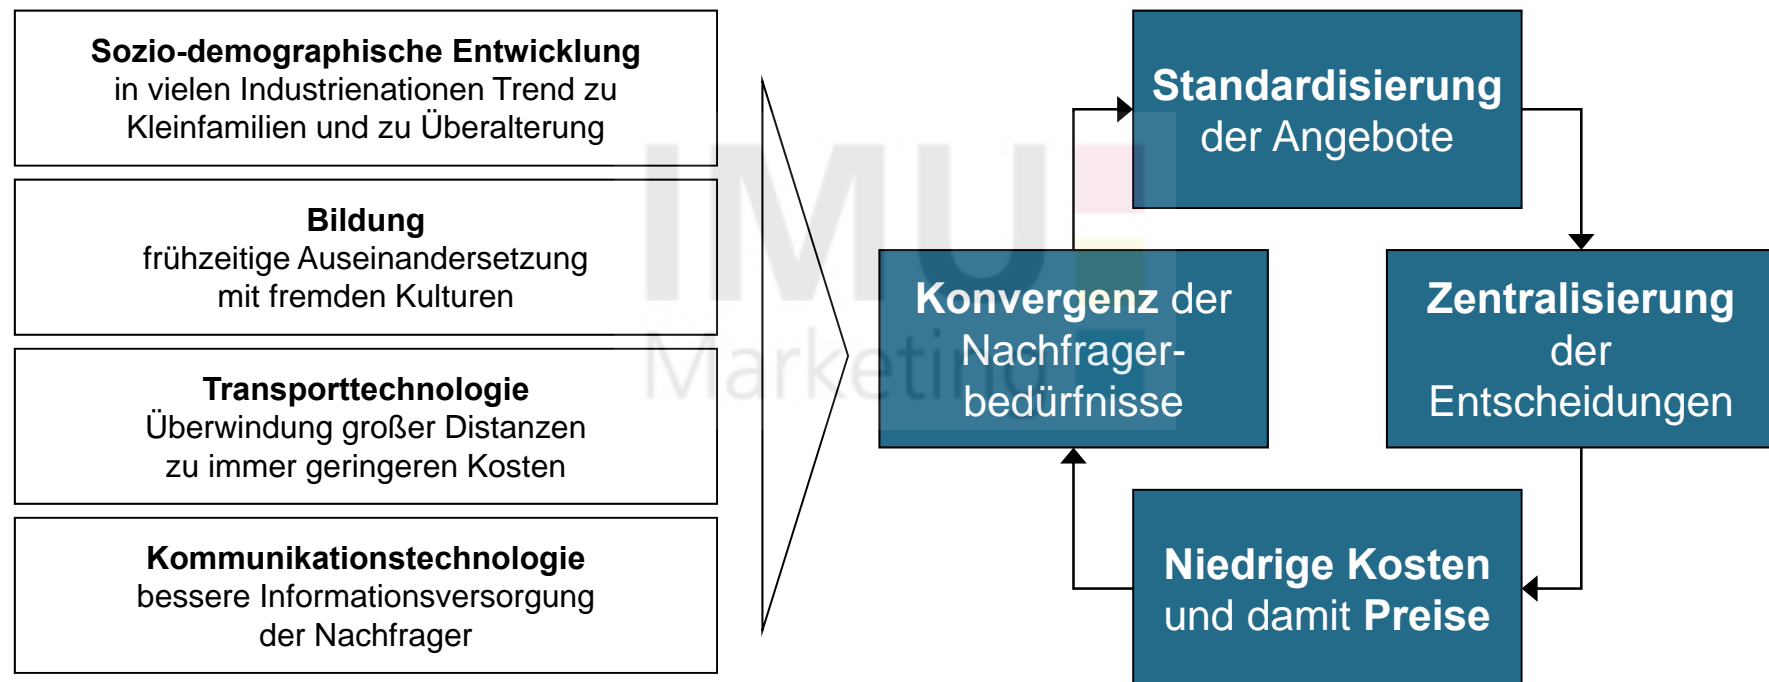 Sozio-demographische Entwicklung
in vielen Industrienationen Trend zu
Kleinfamilien und zu Überalterung
Bildung
frühzeitige Auseinandersetzung
mit fremden Kulturen
Transporttechnologie
Überwindung großer Distanzen
zu immer geringeren Kosten
Kommunikationstechnologie
bessere Informationsversorgung
der Nachfrager
IMU
Marketing
Standardisierung
der Angebote
Konvergenz der
Nachfrager-
bedürfnisse
Zentralisierung
der
Entscheidungen
Niedrige Kosten
und damit Preise